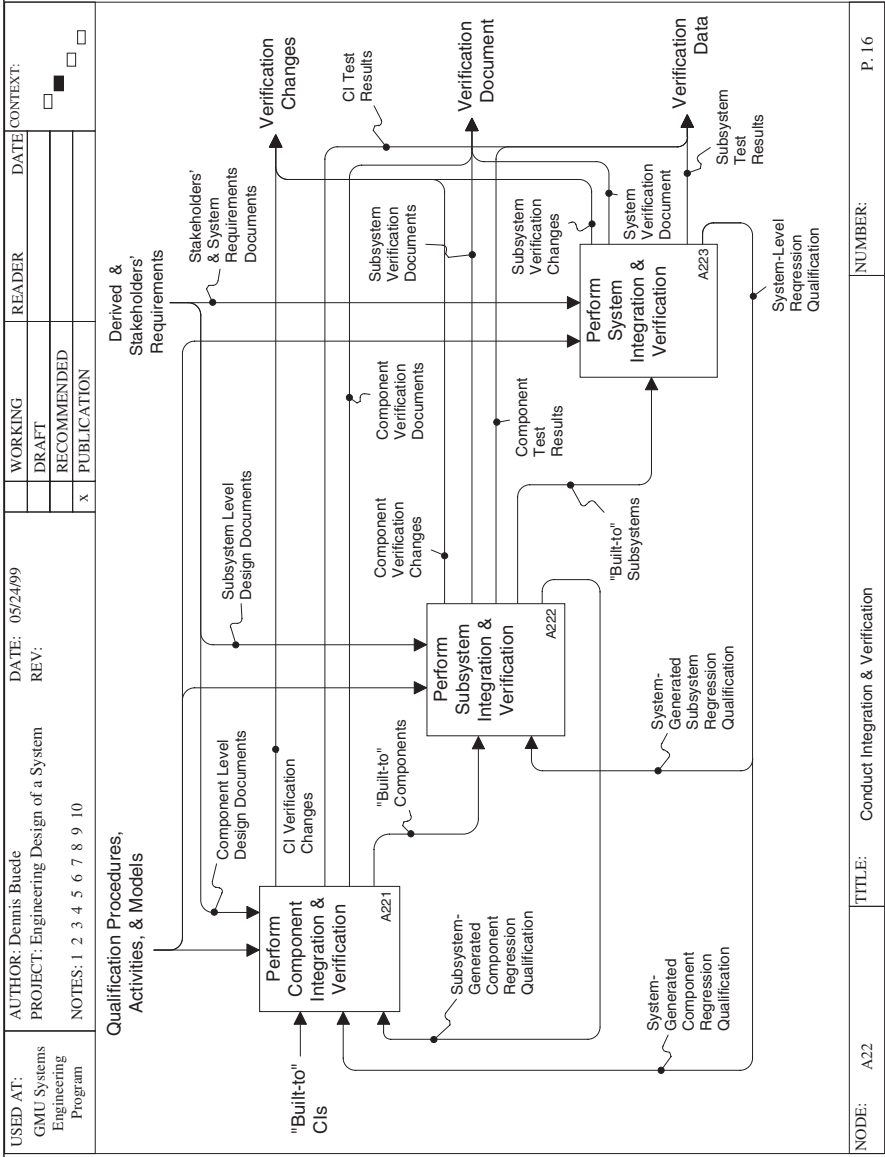 USED AT:
GMU Systems
Engineering
Program
AUTHOR: Dennis Buede
PROJECT: Engineering Design of a System
NOTES: 1 2 3 4 5 6 7 8 9 10
DATE: 05/24/99
REV:
WORKING
DRAFT
RECOMMENDED
x PUBLICATION
READER
DATE
CONTEXT:
Qualification Procedures,
Activities, & Models
Derived &
Stakeholders'
Requirements
Component Level
Design Documents
Subsystem Level
Design Documents
Stakeholders'
& System
Requirements
Documents
Verification
Changes
CI Verification
Changes
CI Test
Results
Perform
Component
Integration &
Verification
A221
"Built-to"
CIs
"Built-to"
Components
Component
Verification
Documents
Subsystem
Verification
Documents
Verification
Document
Component
Verification
Changes
Perform
Subsystem
Integration &
Verification
A222
Component
Test
Results
Subsystem
Verification
Changes
System
Verification
Document
Verification
Data
Subsystem
Test
Results
"Built-to"
Subsystems
Perform
System
Integration &
Verification
A223
Subsystem-
Generated
Component
Regression
Qualification
System-
Generated
Component
Regression
Qualification
System-
Generated
Subsystem
Regression
Qualification
System-Level
Reqression
Qualification
NODE: A22
TITLE: Conduct Integration & Verification
NUMBER:
P. 16